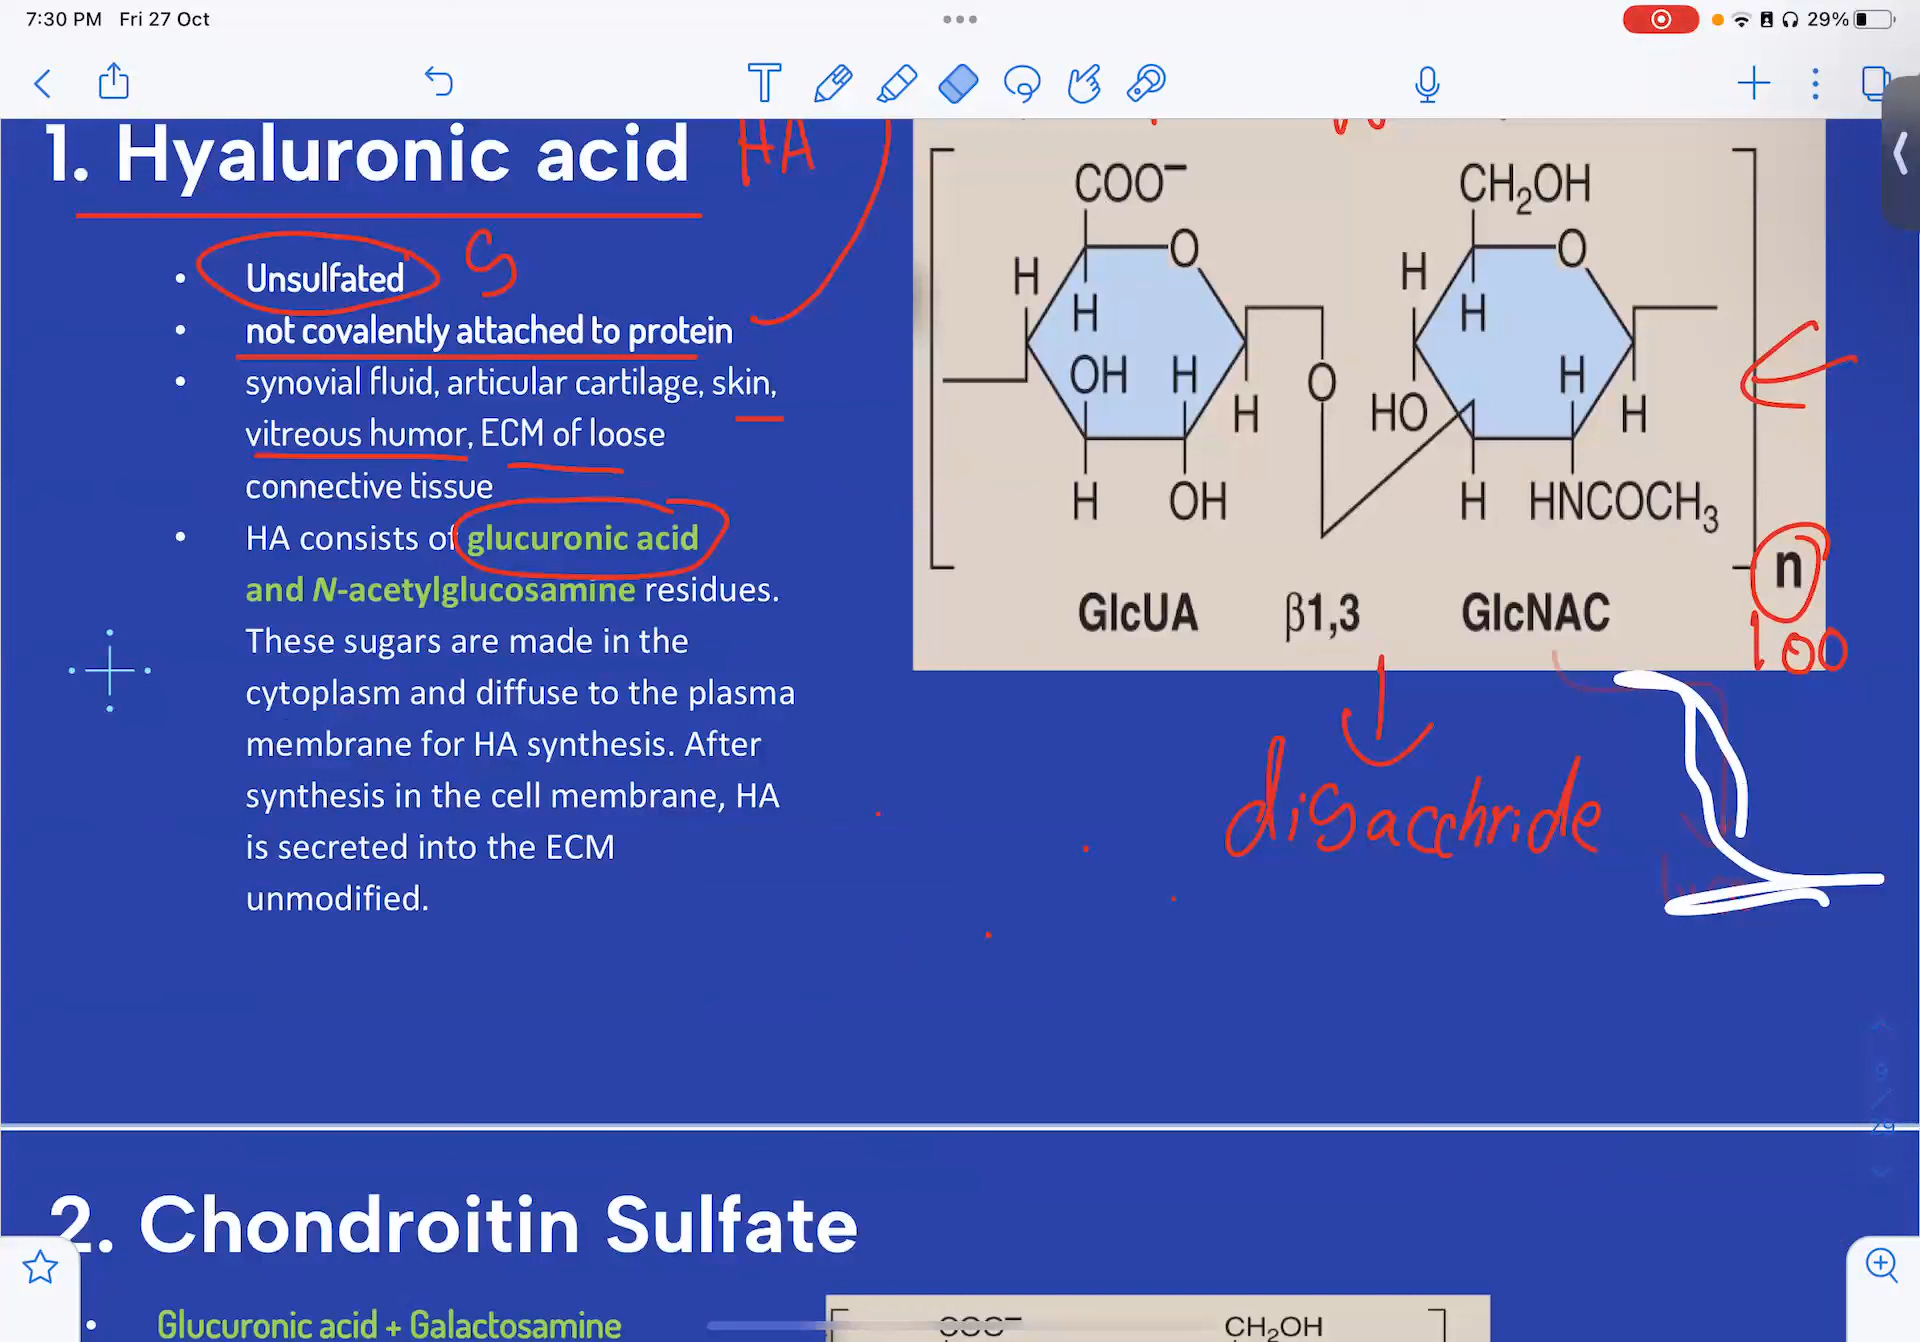 7:30 PM Fri 27 Oct
29%
1. Hyaluronic acid HA
• Unsulfated S
• not covalently attached to protein
• synovial fluid, articular cartilage, skin,
vitreous humor, ECM of loose
connective tissue
• HA consists of glucuronic acid
and N-acetylglucosamine residues.
These sugars are made in the
cytoplasm and diffuse to the plasma
membrane for HA synthesis. After
synthesis in the cell membrane, HA
is secreted into the ECM
unmodified.
COO⁻ CH₂OH
O O
H H
H H
OH H O H
H HO H
H OH H HNCOCH₃
n
GlcUA β1,3 GlcNAC
100
disacchride
9 / 29
2. Chondroitin Sulfate
• Glucuronic acid + Galactosamine
COO⁻ CH₂OH